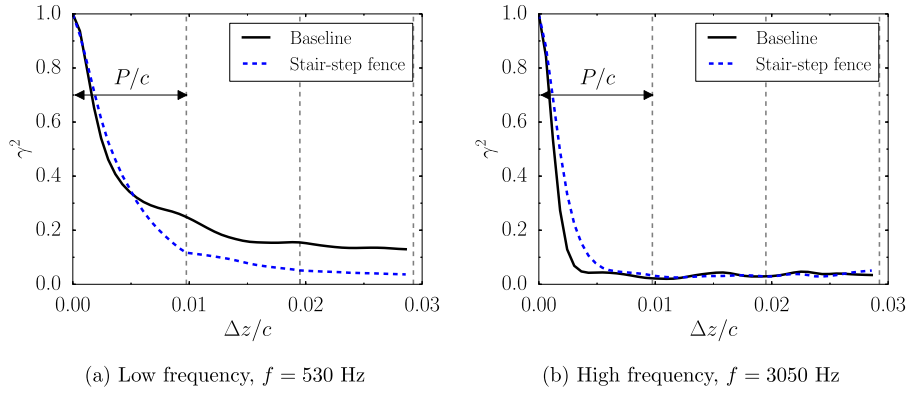 1.0
0.8
0.6
0.4
0.2
0.0
γ²
0.00 0.01 0.02 0.03
Δz/c
P/c
Baseline
Stair-step fence
(a) Low frequency, f = 530 Hz
1.0
0.8
0.6
0.4
0.2
0.0
γ²
0.00 0.01 0.02 0.03
Δz/c
P/c
Baseline
Stair-step fence
(b) High frequency, f = 3050 Hz